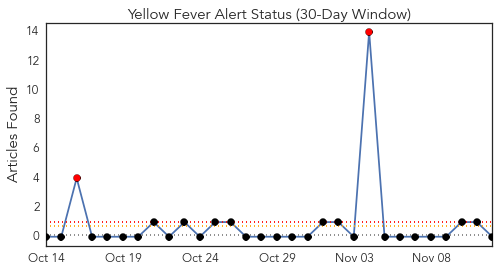 Yellow Fever Alert Status (30-Day Window)
Articles Found
14
12
10
8
6
4
2
0
Oct 14 Oct 19 Oct 24 Oct 29 Nov 03 Nov 08